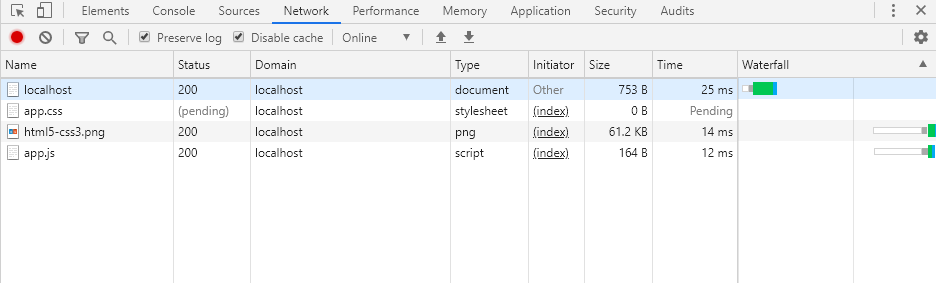 Elements Console Sources Network Performance Memory Application Security Audits
Preserve log Disable cache Online
Name Status Domain Type Initiator Size Time Waterfall
localhost 200 localhost document Other 753 B 25 ms
app.css (pending) localhost stylesheet (index) 0 B Pending
html5-css3.png 200 localhost png (index) 61.2 KB 14 ms
app.js 200 localhost script (index) 164 B 12 ms